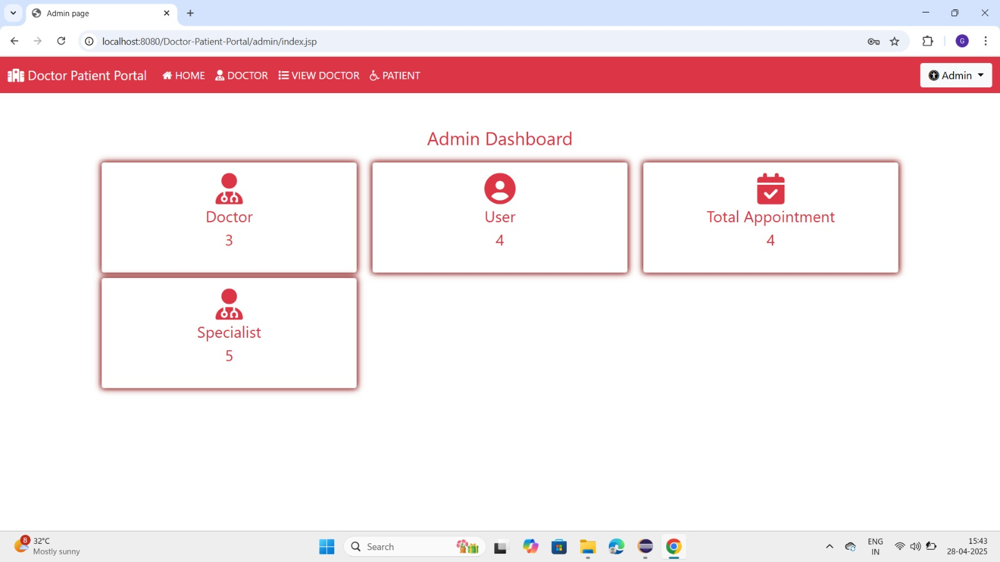 Admin page
localhost:8080/Doctor-Patient-Portal/admin/index.jsp
G
Doctor Patient Portal HOME DOCTOR VIEW DOCTOR PATIENT Admin
Admin Dashboard
Doctor
3
User
4
Total Appointment
4
Specialist
5
8
32°C
Mostly sunny
Search
ENG
IN
15:43
28-04-2025